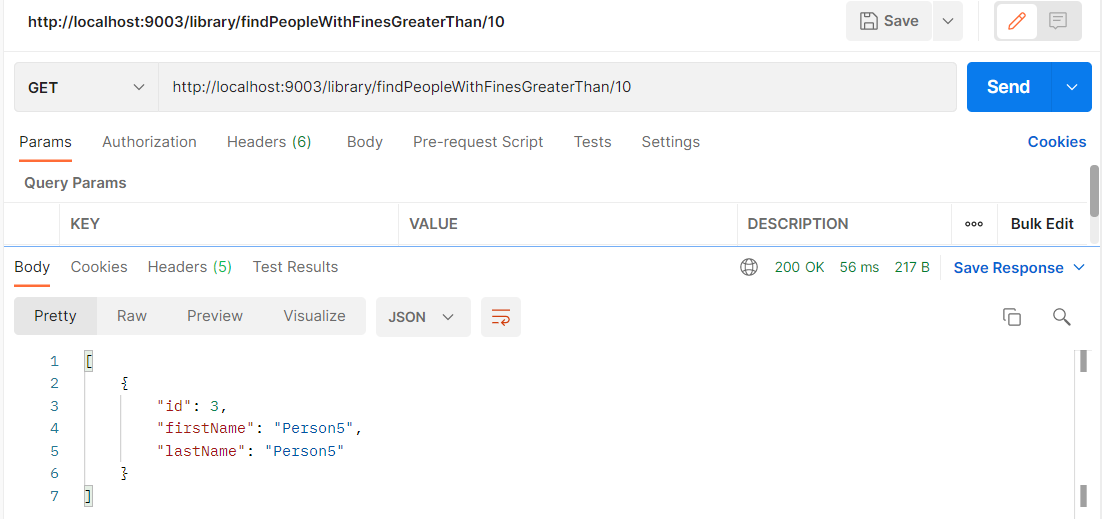 http://localhost:9003/library/findPeopleWithFinesGreaterThan/10 Save
GET http://localhost:9003/library/findPeopleWithFinesGreaterThan/10 Send
Params Authorization Headers (6) Body Pre-request Script Tests Settings Cookies
Query Params
KEY VALUE DESCRIPTION ooo Bulk Edit
Body Cookies Headers (5) Test Results 200 OK 56 ms 217 B Save Response
Pretty Raw Preview Visualize JSON
1 [
2 {
3 "id": 3,
4 "firstName": "Person5",
5 "lastName": "Person5"
6 }
7 ]